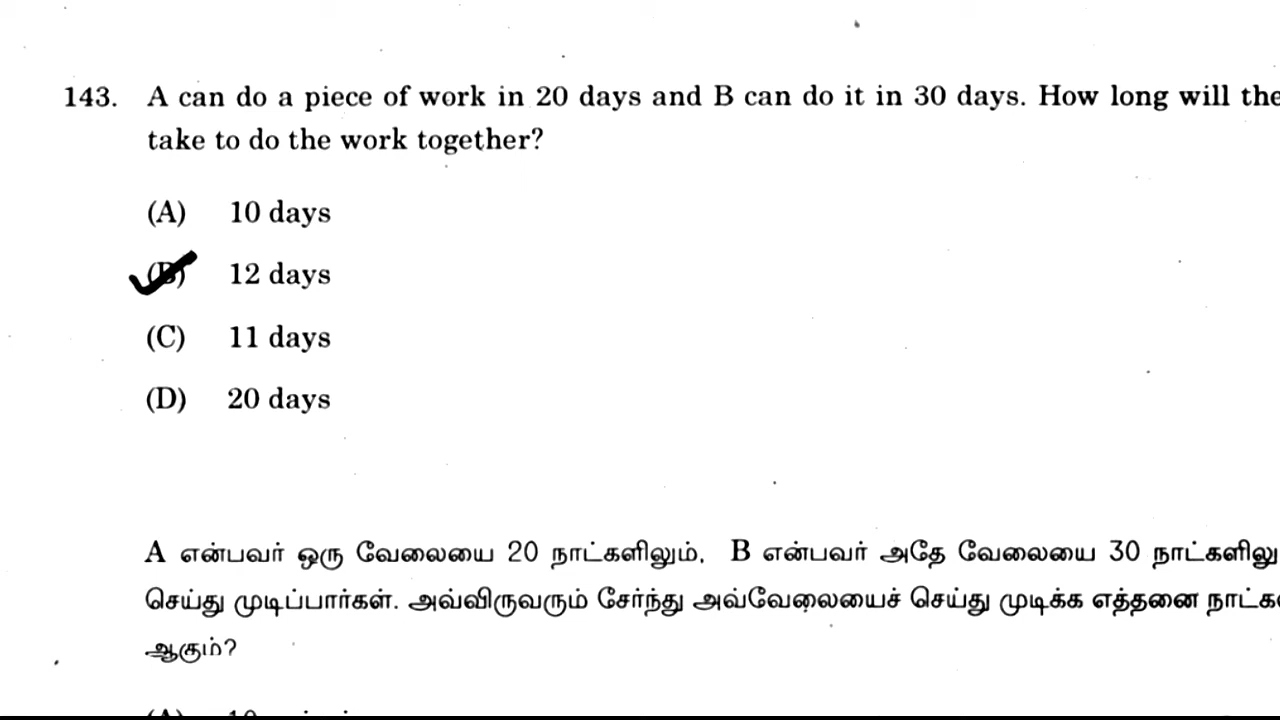 143. A can do a piece of work in 20 days and B can do it in 30 days. How long will the
take to do the work together?
(A) 10 days
(B) 12 days
(C) 11 days
(D) 20 days
A என்பவர் ஒரு வேலையை 20 நாட்களிலும், B என்பவர் அதே வேலையை 30 நாட்களிலு
செய்து முடிப்பார்கள். அவ்விருவரும் சேர்ந்து அவ்வேலையைச் செய்து முடிக்க எத்தனை நாட்க
ஆகும்?